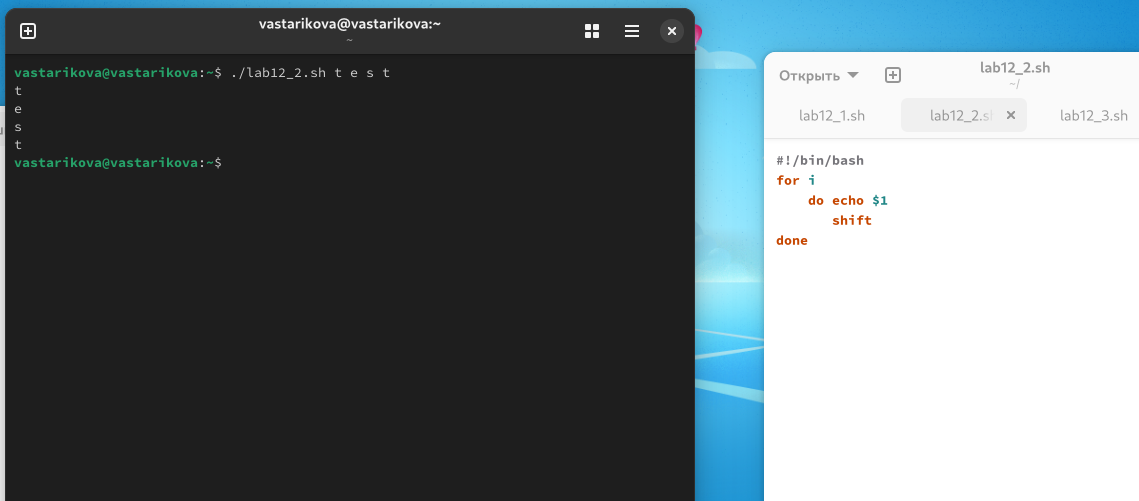 vastarikova@vastarikova:~
~
vastarikova@vastarikova:~$ ./lab12_2.sh t e s t
t
e
s
t
vastarikova@vastarikova:~$
Открыть
lab12_2.sh
~/
lab12_1.sh
lab12_2.s
lab12_3.sh
#!/bin/bash
for i
    do echo $1
       shift
done